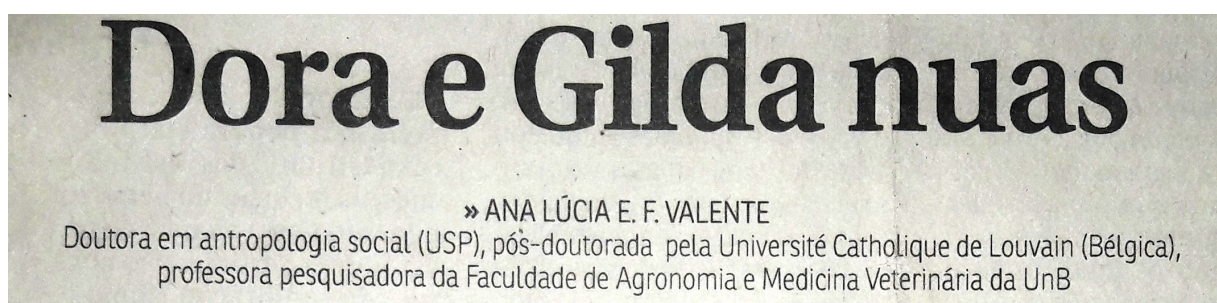 Dora e Gilda nuas
» ANA LÚCIA E. F. VALENTE
Doutora em antropologia social (USP), pós-doutorada pela Université Catholique de Louvain (Bélgica),
professora pesquisadora da Faculdade de Agronomia e Medicina Veterinária da UnB